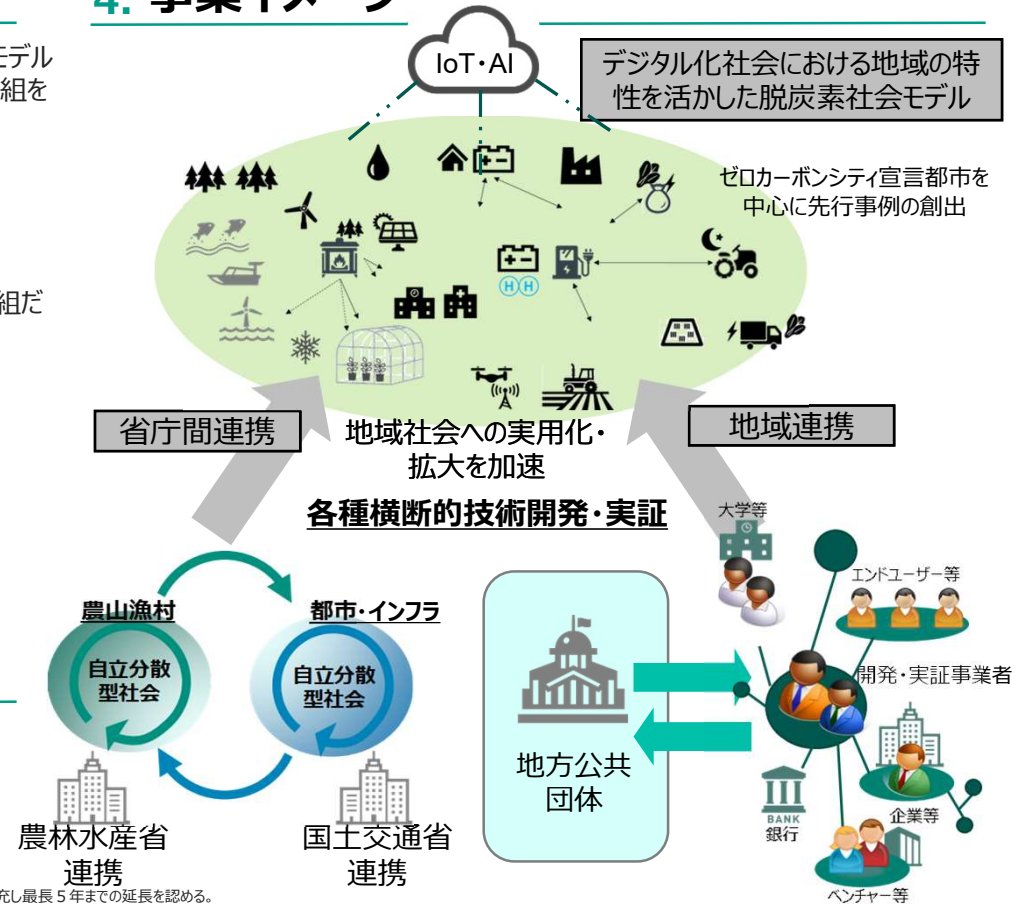 4. 事業イメージ
モデル
組を
組だ
IoT・AI
デジタル化社会における地域の特
性を活かした脱炭素社会モデル
ゼロカーボンシティ宣言都市を
中心に先行事例の創出
H H
省庁間連携
地域社会への実用化・
拡大を加速
地域連携
各種横断的技術開発・実証
農山漁村
自立分散
型社会
都市・インフラ
自立分散
型社会
農林水産省
連携
国土交通省
連携
地方公共
団体
大学等
エンドユーザー等
開発・実証事業者
企業等
BANK
銀行
ベンチャー等
充し最長5年までの延長を認める。